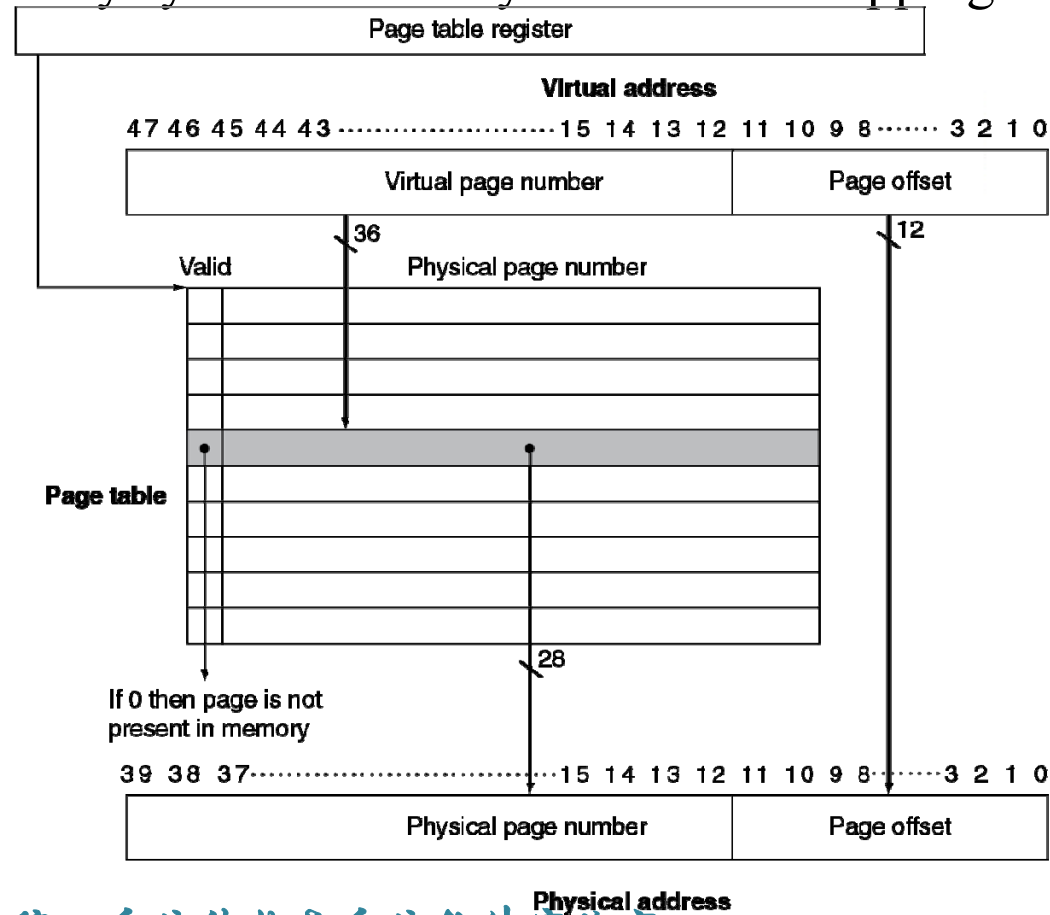 Page table register
Virtual address
47 46 45 44 43 ........................ 15 14 13 12 11 10 9 8 ....... 3 2 1 0
Virtual page number Page offset
36 12
Valid Physical page number
Page table
28
If 0 then page is not
present in memory
39 38 37 ................................. 15 14 13 12 11 10 9 8 ....... 3 2 1 0
Physical page number Page offset
Physical address